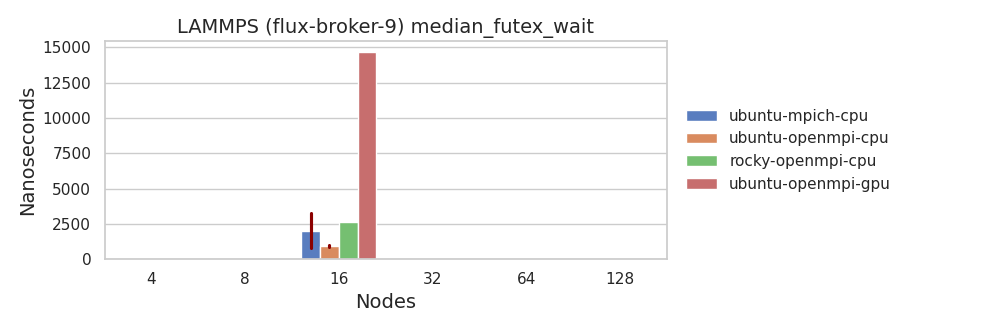 LAMMPS (flux-broker-9) median_futex_wait
15000
12500
10000
7500
5000
2500
0
Nanoseconds
4 8 16 32 64 128
Nodes
ubuntu-mpich-cpu
ubuntu-openmpi-cpu
rocky-openmpi-cpu
ubuntu-openmpi-gpu